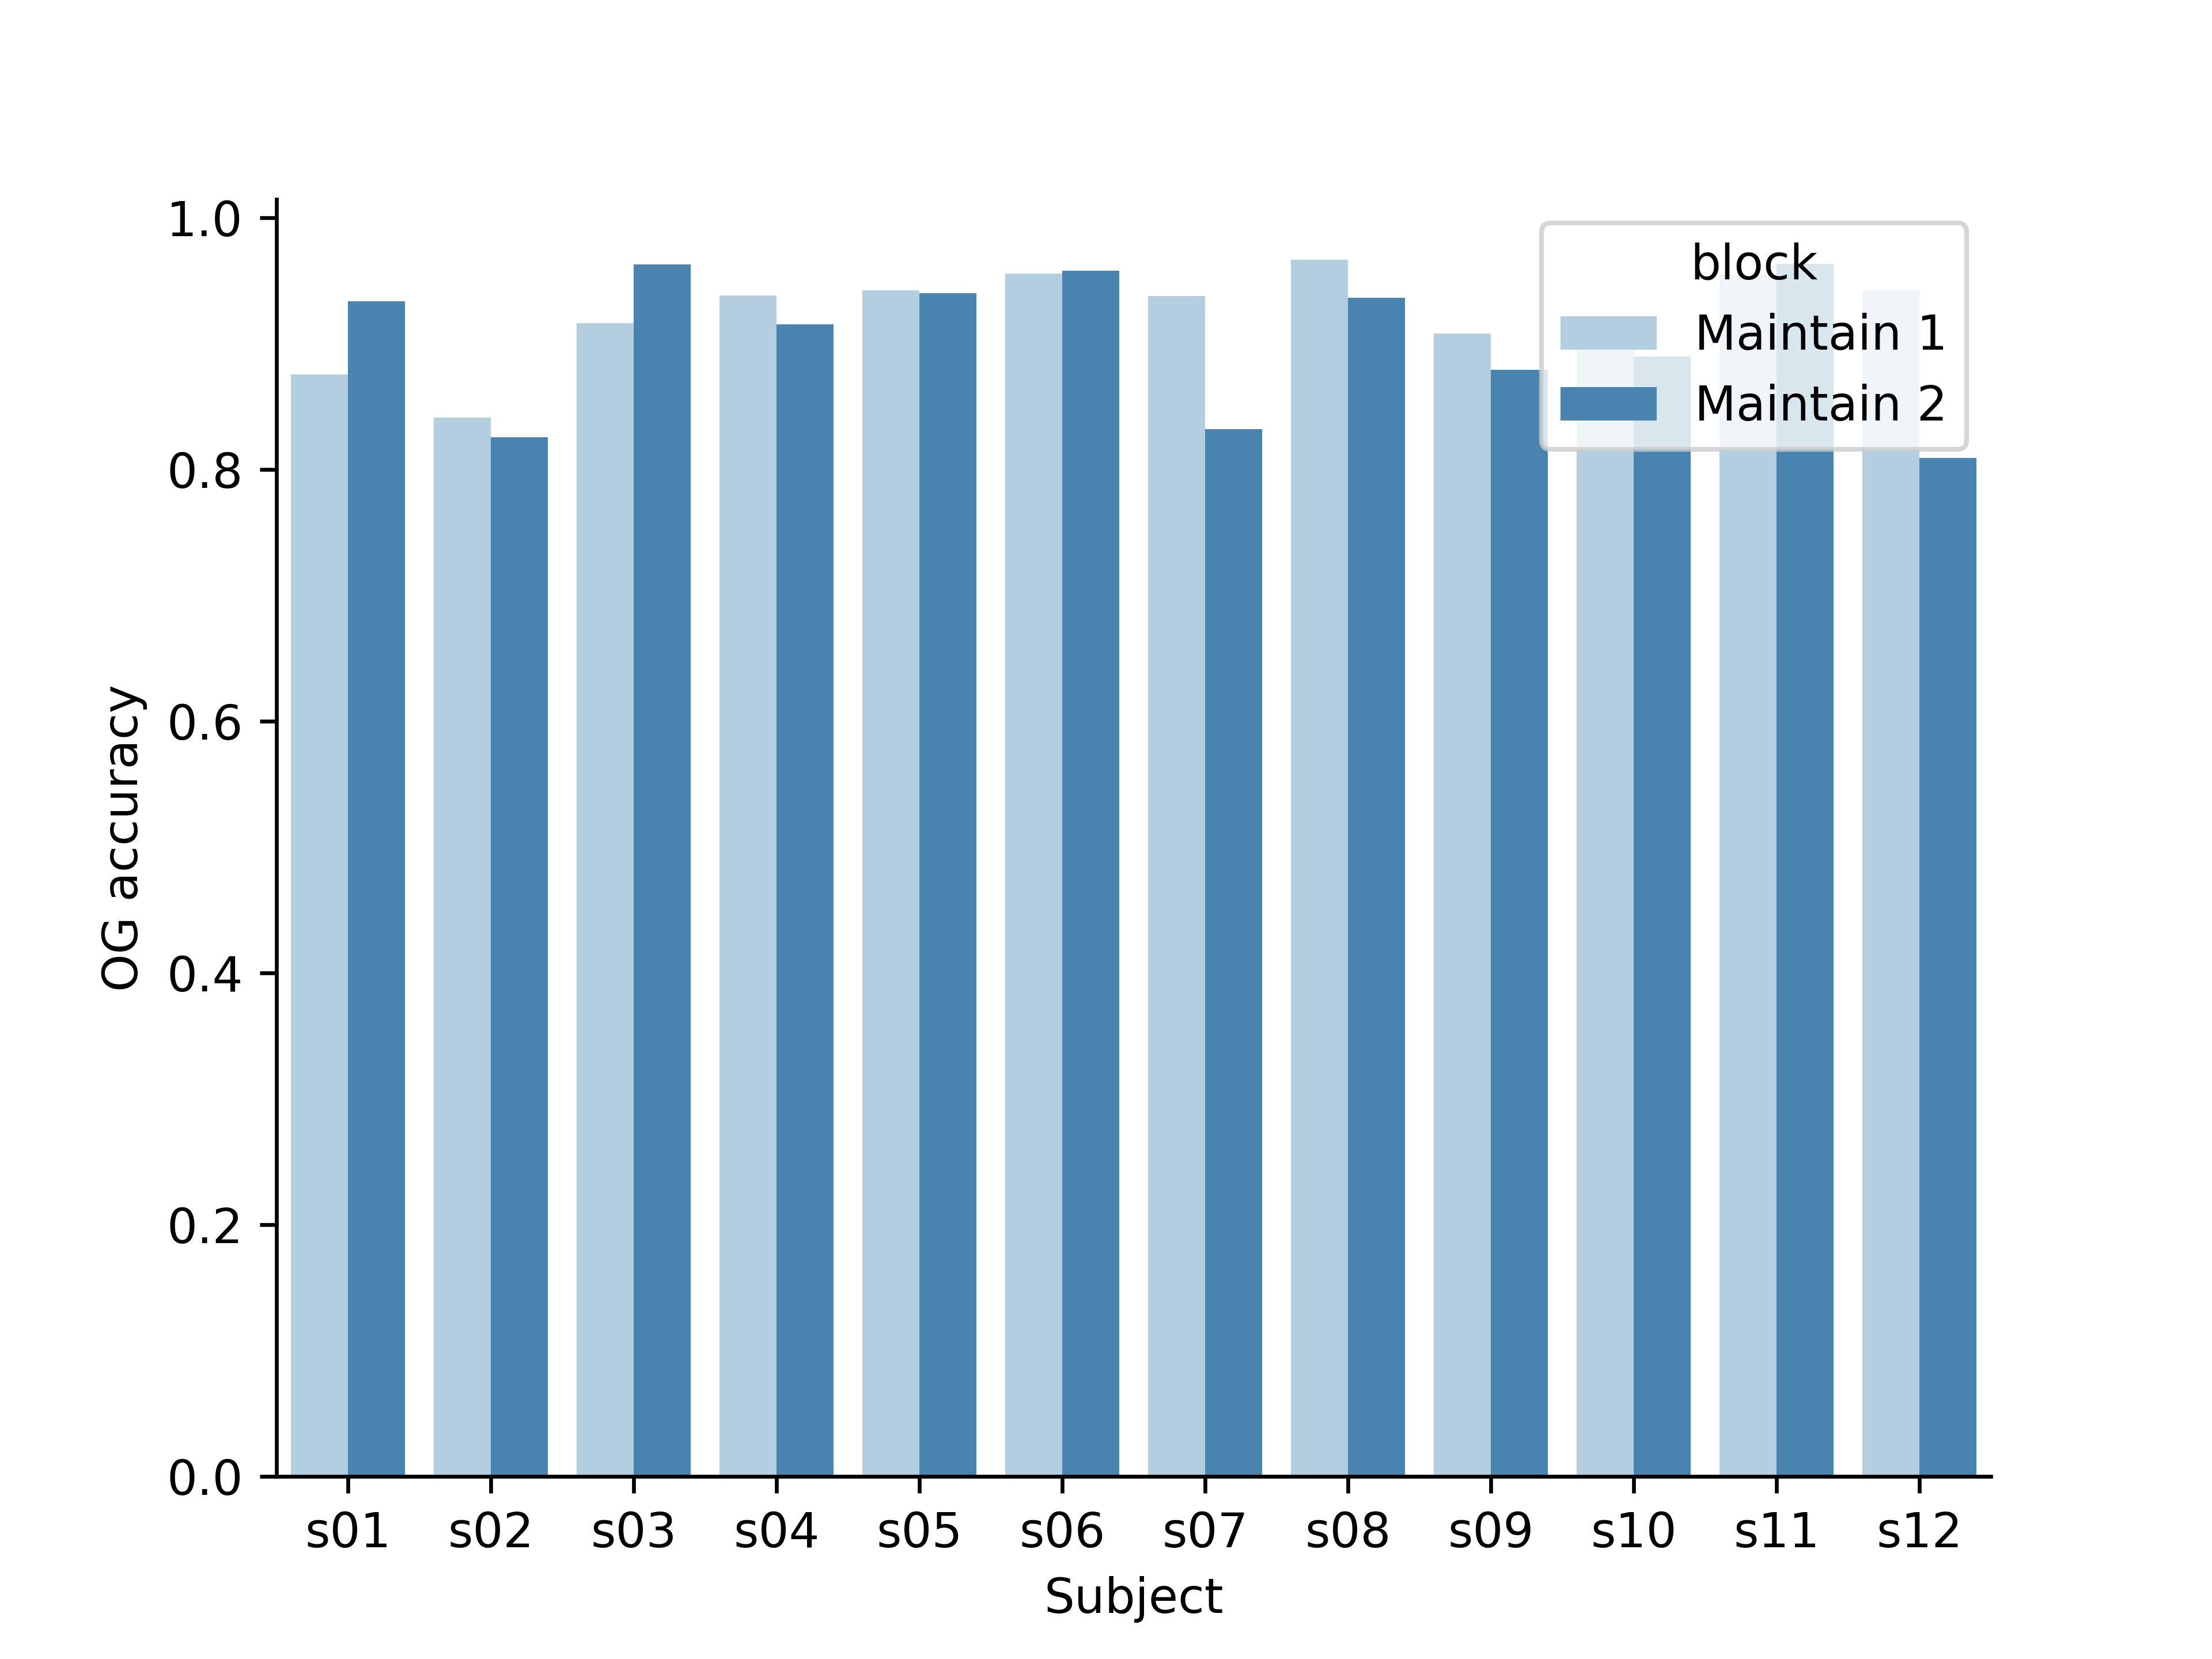 block
Maintain 1
Maintain 2
1.0
0.8
0.6
0.4
0.2
0.0
OG accuracy
s01 s02 s03 s04 s05 s06 s07 s08 s09 s10 s11 s12
Subject